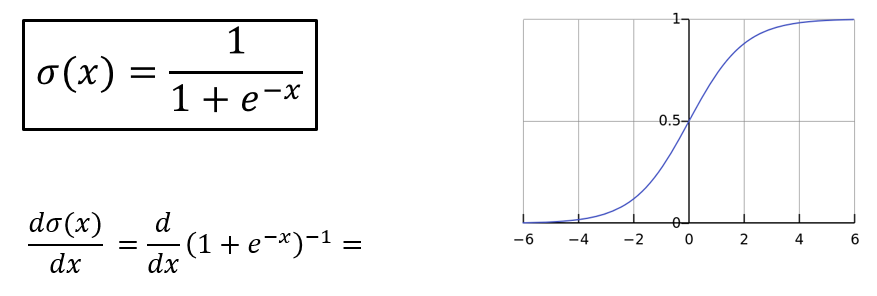 σ(x) = 1 / (1 + e^{−x})
dσ(x)/dx = d/dx (1 + e^{−x})^{−1} =
1
0.5
0
−6 −4 −2 0 2 4 6